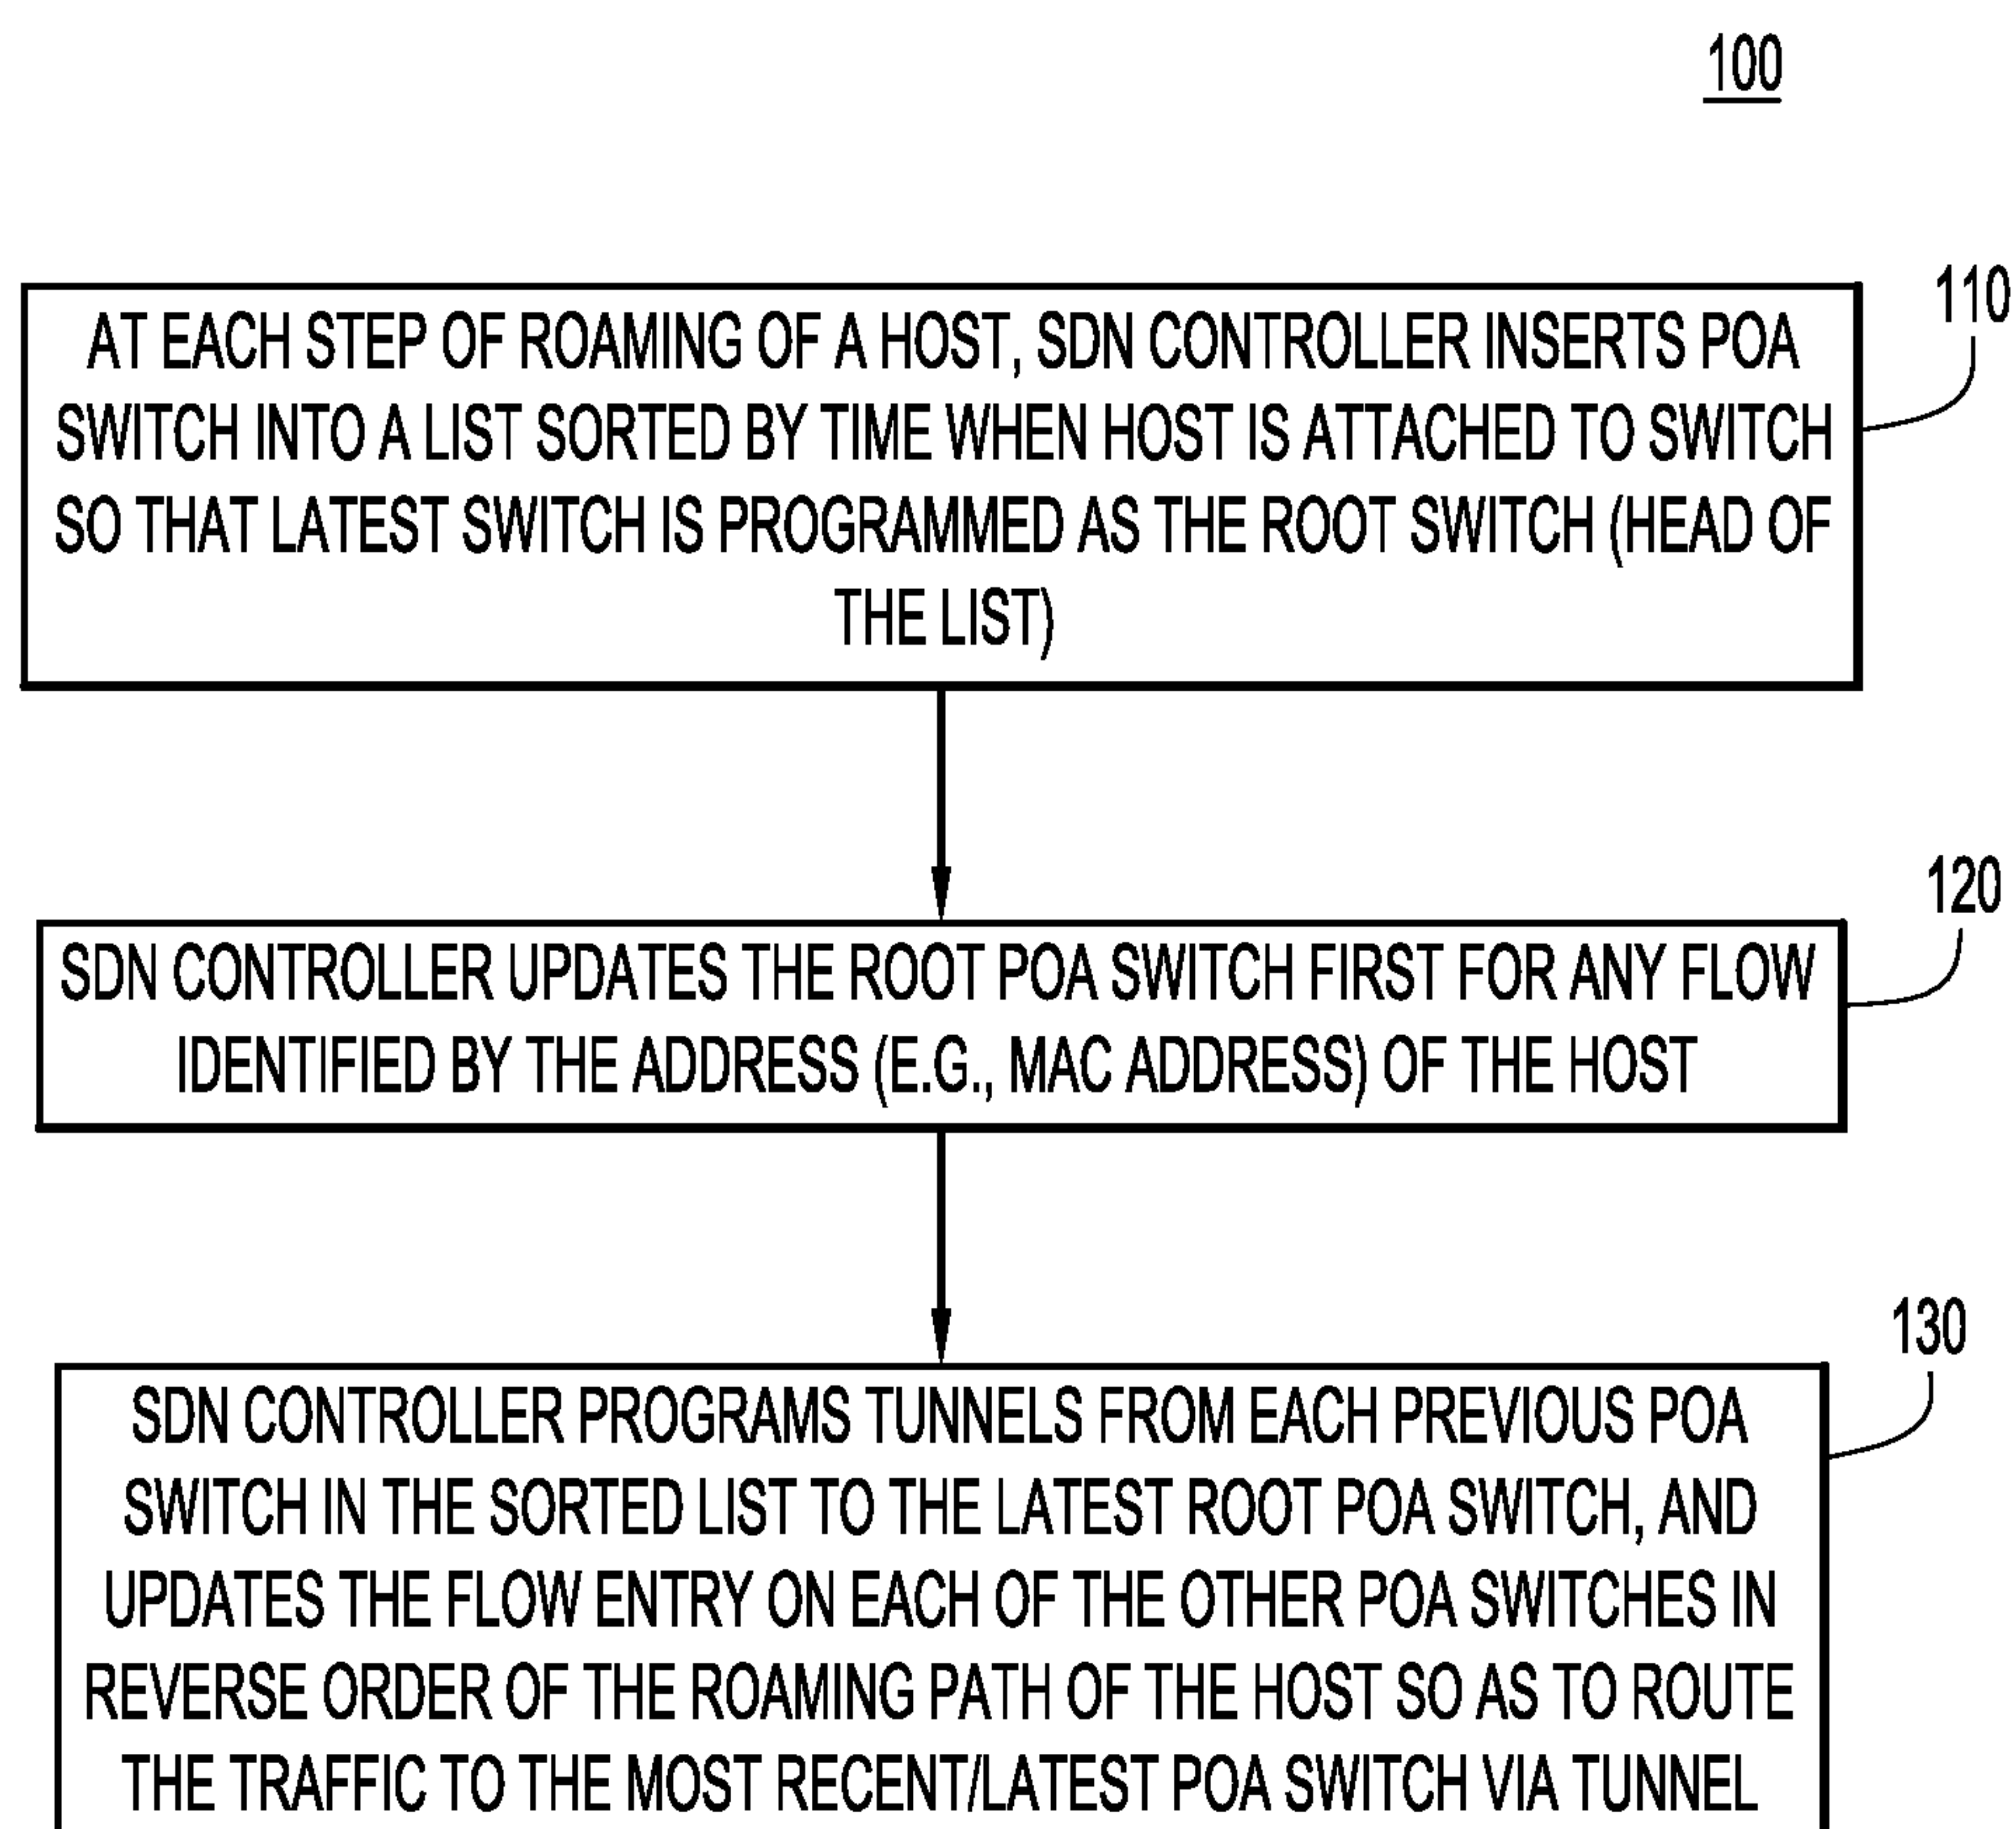 100
110
AT EACH STEP OF ROAMING OF A HOST, SDN CONTROLLER INSERTS POA
SWITCH INTO A LIST SORTED BY TIME WHEN HOST IS ATTACHED TO SWITCH
SO THAT LATEST SWITCH IS PROGRAMMED AS THE ROOT SWITCH (HEAD OF
THE LIST)
120
SDN CONTROLLER UPDATES THE ROOT POA SWITCH FIRST FOR ANY FLOW
IDENTIFIED BY THE ADDRESS (E.G., MAC ADDRESS) OF THE HOST
130
SDN CONTROLLER PROGRAMS TUNNELS FROM EACH PREVIOUS POA
SWITCH IN THE SORTED LIST TO THE LATEST ROOT POA SWITCH, AND
UPDATES THE FLOW ENTRY ON EACH OF THE OTHER POA SWITCHES IN
REVERSE ORDER OF THE ROAMING PATH OF THE HOST SO AS TO ROUTE
THE TRAFFIC TO THE MOST RECENT/LATEST POA SWITCH VIA TUNNEL